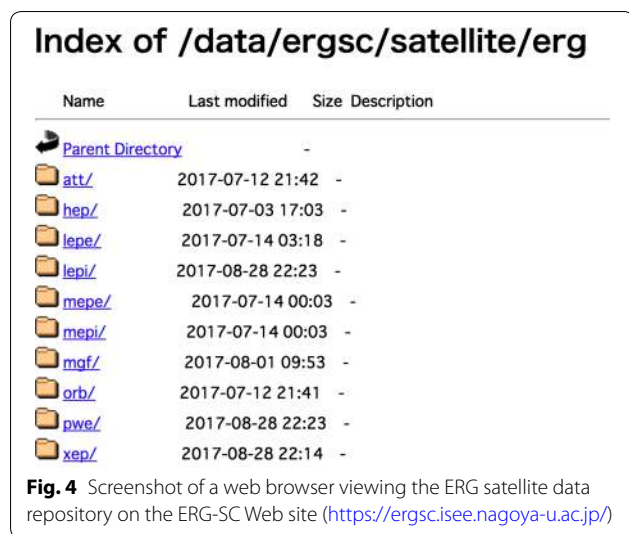 Index of /data/ergsc/satellite/erg
Name Last modified Size Description
Parent Directory -
att/ 2017-07-12 21:42 -
hep/ 2017-07-03 17:03 -
lepe/ 2017-07-14 03:18 -
lepi/ 2017-08-28 22:23 -
mepe/ 2017-07-14 00:03 -
mepi/ 2017-07-14 00:03 -
mgf/ 2017-08-01 09:53 -
orb/ 2017-07-12 21:41 -
pwe/ 2017-08-28 22:23 -
xep/ 2017-08-28 22:14 -
Fig. 4 Screenshot of a web browser viewing the ERG satellite data
repository on the ERG-SC Web site (https://ergsc.isee.nagoya-u.ac.jp/)